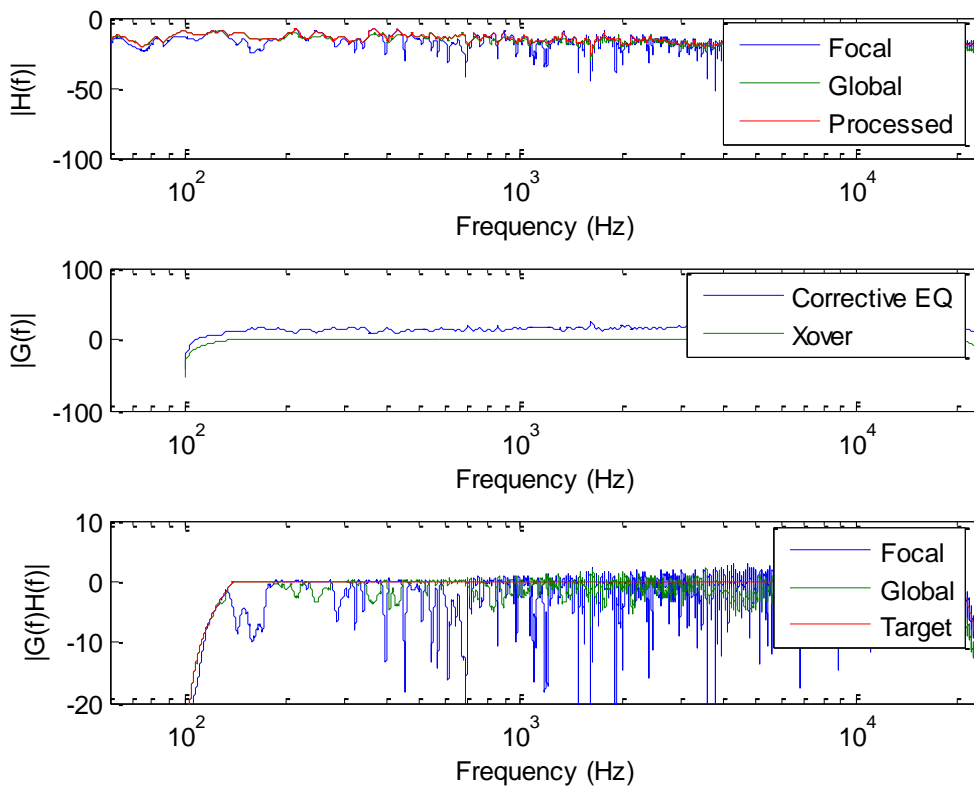 0
-50
-100
|H(f)|
Focal
Global
Processed
10^2
10^3
10^4
Frequency (Hz)
100
0
-100
|G(f)|
Corrective EQ
Xover
10^2
10^3
10^4
Frequency (Hz)
10
0
-10
-20
|G(f)H(f)|
Focal
Global
Target
10^2
10^3
10^4
Frequency (Hz)